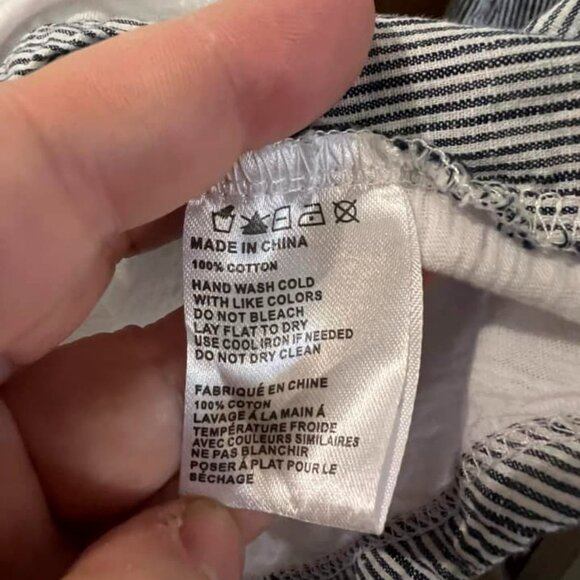 MADE IN CHINA
100% COTTON
HAND WASH COLD
WITH LIKE COLORS
DO NOT BLEACH
LAY FLAT TO DRY
USE COOL IRON IF NEEDED
DO NOT DRY CLEAN
FABRIQUÉ EN CHINE
100% COTON
LAVAGE Á LA MAIN Á
TEMPÉRATURE FROIDE
AVEC COULEURS SIMILAIRES
NE PAS BLANCHIR
POSER Á PLAT POUR LE
SÉCHAGE